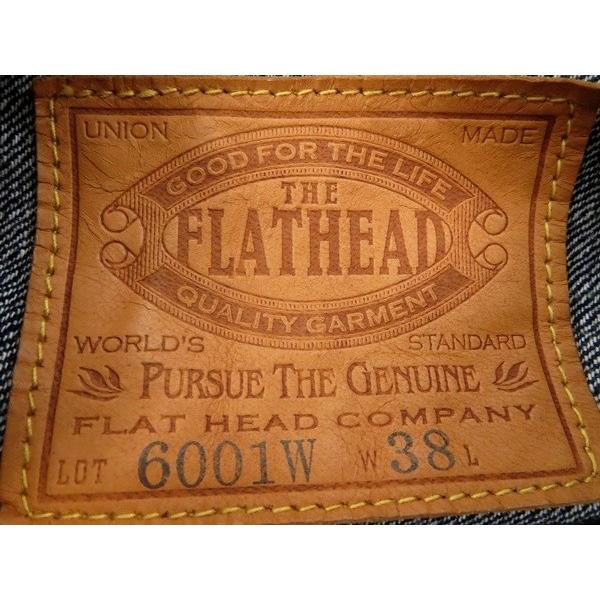 UNION MADE
GOOD FOR THE LIFE
THE
FLATHEAD
QUALITY GARMENT
WORLD'S STANDARD
PURSUE THE GENUINE
FLAT HEAD COMPANY
LOT 6001W W 38 L